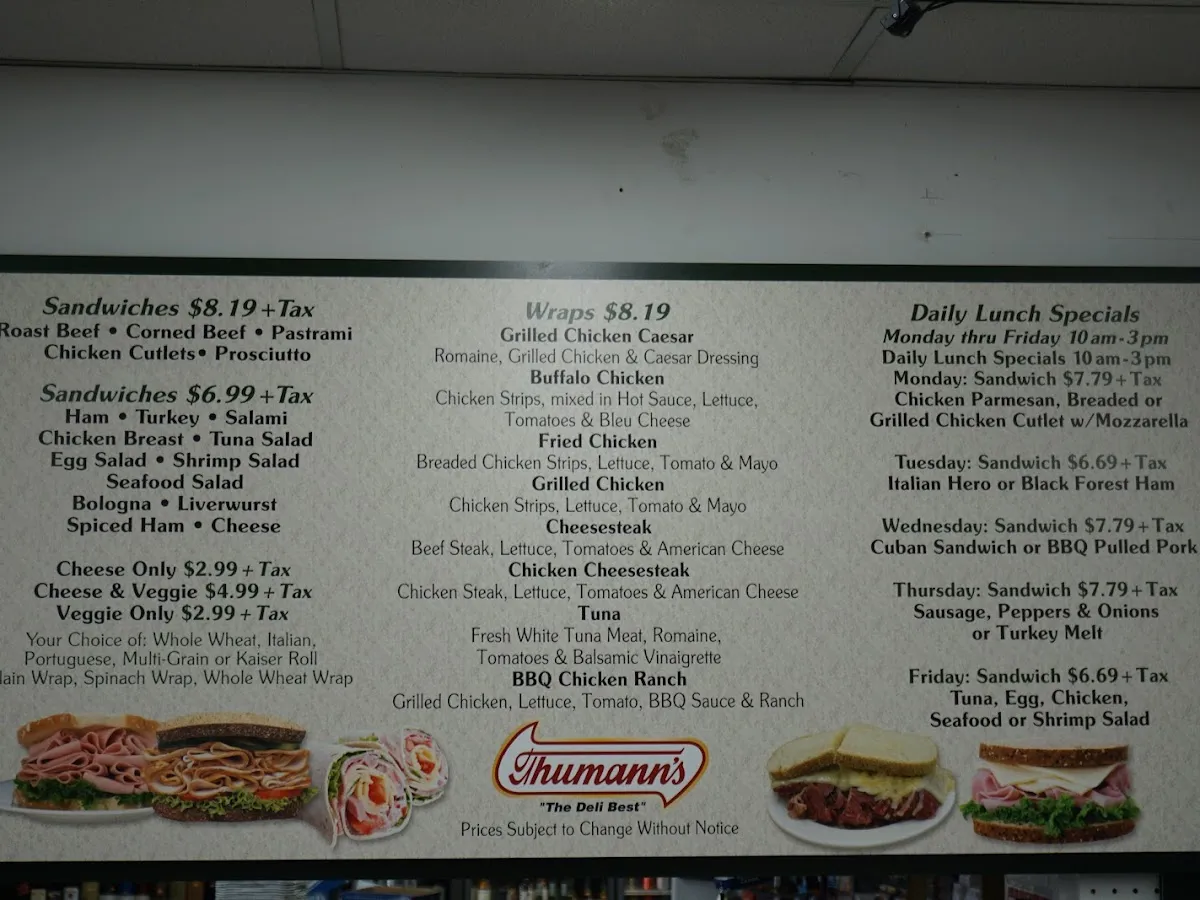 Sandwiches $8.19 +Tax
Roast Beef • Corned Beef • Pastrami
Chicken Cutlets• Prosciutto
Sandwiches $6.99 +Tax
Ham • Turkey • Salami
Chicken Breast • Tuna Salad
Egg Salad • Shrimp Salad
Seafood Salad
Bologna • Liverwurst
Spiced Ham • Cheese
Cheese Only $2.99 + Tax
Cheese & Veggie $4.99 + Tax
Veggie Only $2.99 + Tax
Your Choice of: Whole Wheat, Italian,
Portuguese, Multi-Grain or Kaiser Roll
lain Wrap, Spinach Wrap, Whole Wheat Wrap
Wraps $8.19
Grilled Chicken Caesar
Romaine, Grilled Chicken & Caesar Dressing
Buffalo Chicken
Chicken Strips, mixed in Hot Sauce, Lettuce,
Tomatoes & Bleu Cheese
Fried Chicken
Breaded Chicken Strips, Lettuce, Tomato & Mayo
Grilled Chicken
Chicken Strips, Lettuce, Tomato & Mayo
Cheesesteak
Beef Steak, Lettuce, Tomatoes & American Cheese
Chicken Cheesesteak
Chicken Steak, Lettuce, Tomatoes & American Cheese
Tuna
Fresh White Tuna Meat, Romaine,
Tomatoes & Balsamic Vinaigrette
BBQ Chicken Ranch
Grilled Chicken, Lettuce, Tomato, BBQ Sauce & Ranch
Thumann's
"The Deli Best"
Prices Subject to Change Without Notice
Daily Lunch Specials
Monday thru Friday 10am-3pm
Daily Lunch Specials 10am-3pm
Monday: Sandwich $7.79+Tax
Chicken Parmesan, Breaded or
Grilled Chicken Cutlet w/Mozzarella
Tuesday: Sandwich $6.69+Tax
Italian Hero or Black Forest Ham
Wednesday: Sandwich $7.79+Tax
Cuban Sandwich or BBQ Pulled Pork
Thursday: Sandwich $7.79+Tax
Sausage, Peppers & Onions
or Turkey Melt
Friday: Sandwich $6.69+Tax
Tuna, Egg, Chicken,
Seafood or Shrimp Salad